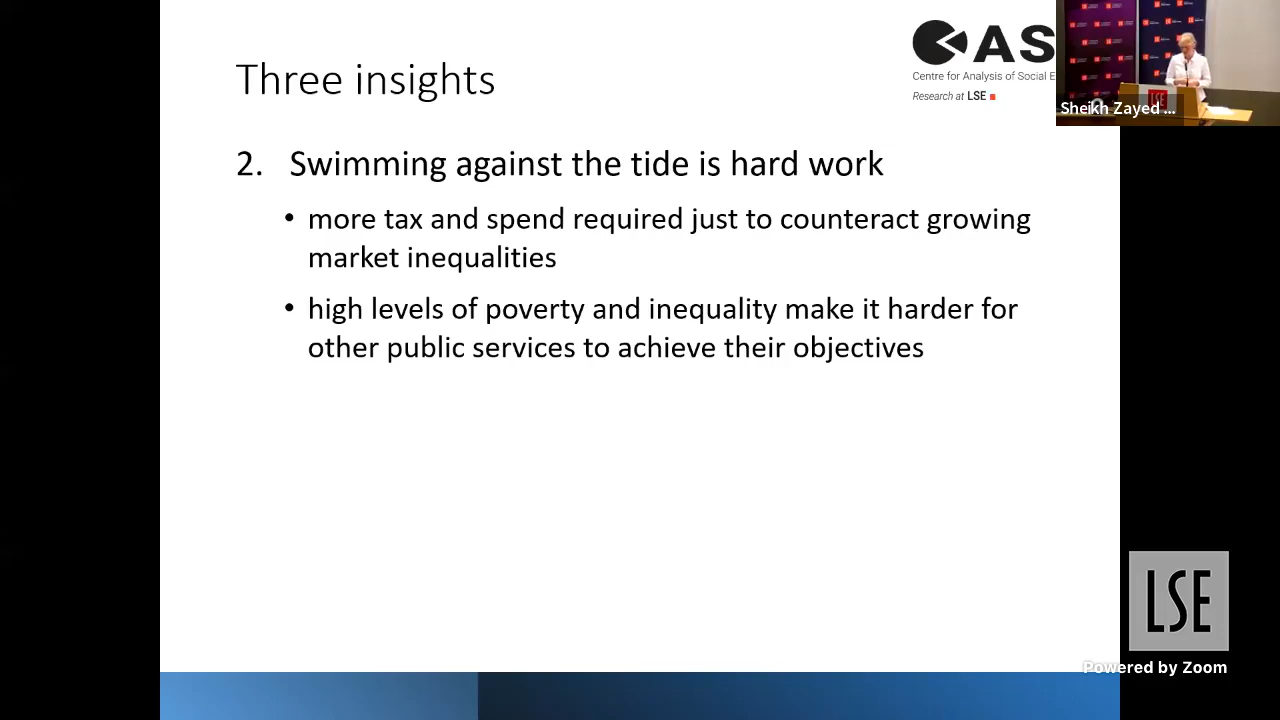 Three insights
CAS
Centre for Analysis of Social E
Research at LSE
Sheikh Zayed ...
2. Swimming against the tide is hard work
• more tax and spend required just to counteract growing
market inequalities
• high levels of poverty and inequality make it harder for
other public services to achieve their objectives
LSE
LSE
Powered by Zoom